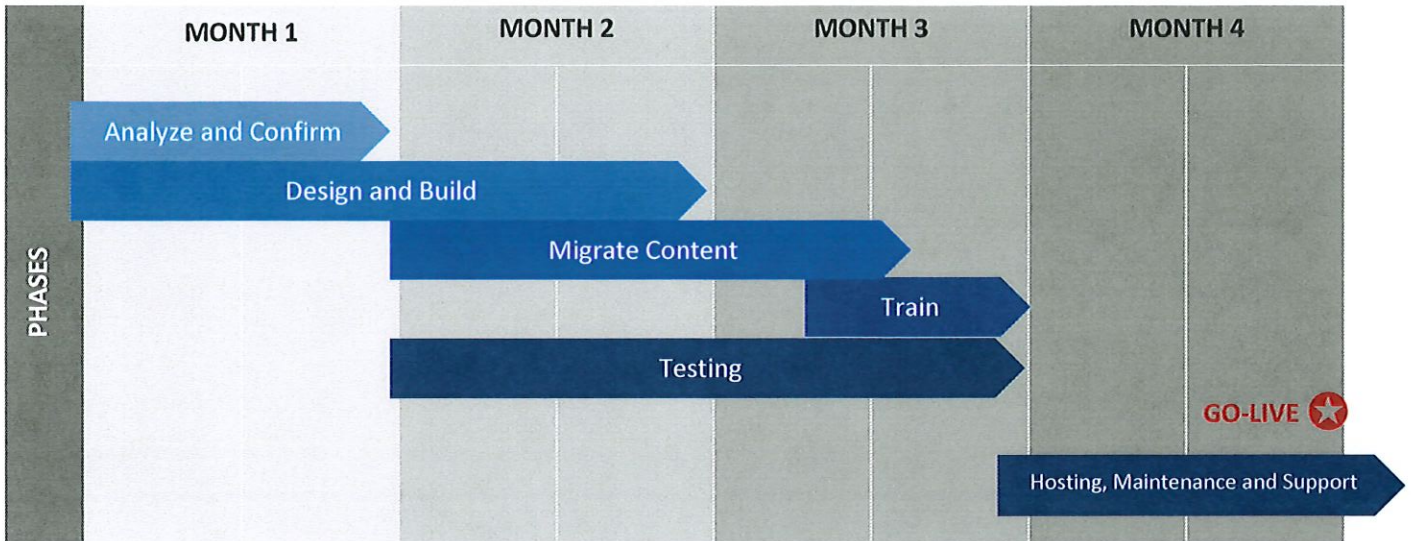 MONTH 1
MONTH 2
MONTH 3
MONTH 4
PHASES
Analyze and Confirm
Design and Build
Migrate Content
Train
Testing
GO-LIVE
Hosting, Maintenance and Support